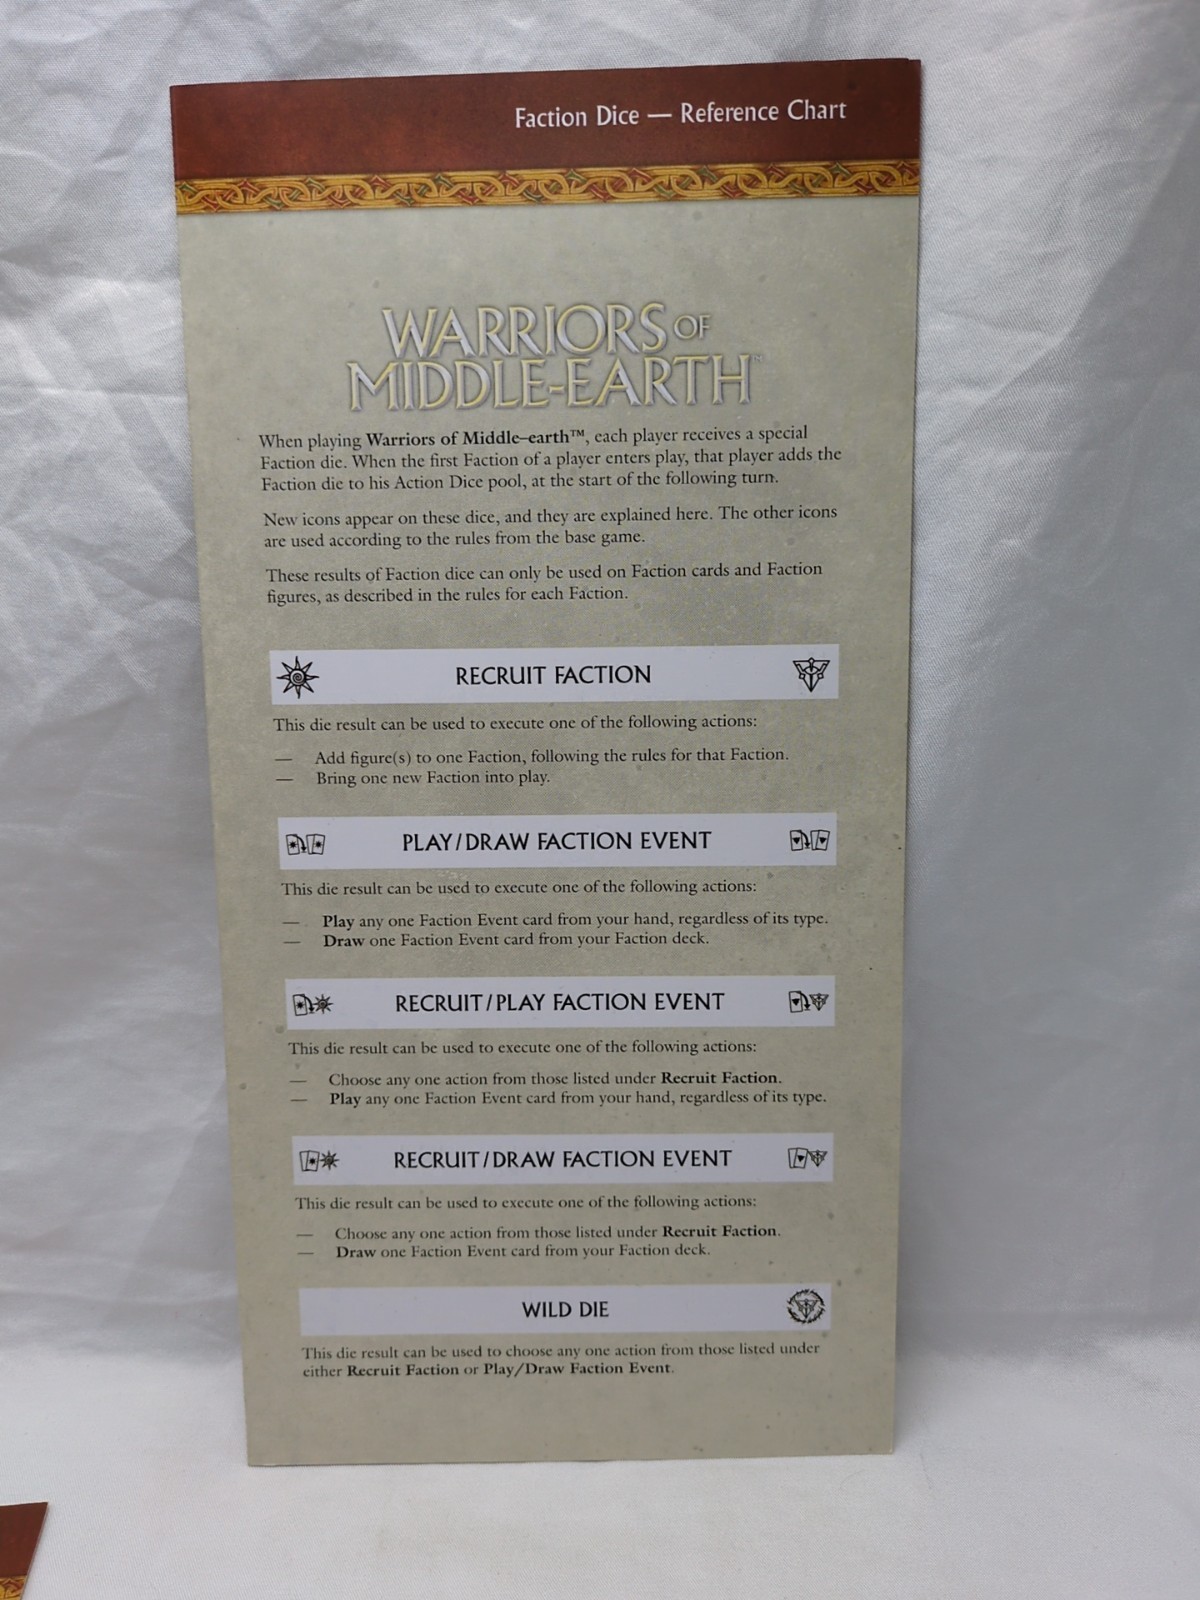 Faction Dice — Reference Chart
WARRIORS OF
MIDDLE-EARTH™
When playing Warriors of Middle–earth™, each player receives a special
Faction die. When the first Faction of a player enters play, that player adds the
Faction die to his Action Dice pool, at the start of the following turn.
New icons appear on these dice, and they are explained here. The other icons
are used according to the rules from the base game.
These results of Faction dice can only be used on Faction cards and Faction
figures, as described in the rules for each Faction.
RECRUIT FACTION
This die result can be used to execute one of the following actions:
— Add figure(s) to one Faction, following the rules for that Faction.
— Bring one new Faction into play.
PLAY/DRAW FACTION EVENT
This die result can be used to execute one of the following actions:
— Play any one Faction Event card from your hand, regardless of its type.
— Draw one Faction Event card from your Faction deck.
RECRUIT/PLAY FACTION EVENT
This die result can be used to execute one of the following actions:
— Choose any one action from those listed under Recruit Faction.
— Play any one Faction Event card from your hand, regardless of its type.
RECRUIT/DRAW FACTION EVENT
This die result can be used to execute one of the following actions:
— Choose any one action from those listed under Recruit Faction.
— Draw one Faction Event card from your Faction deck.
WILD DIE
This die result can be used to choose any one action from those listed under
either Recruit Faction or Play/Draw Faction Event.